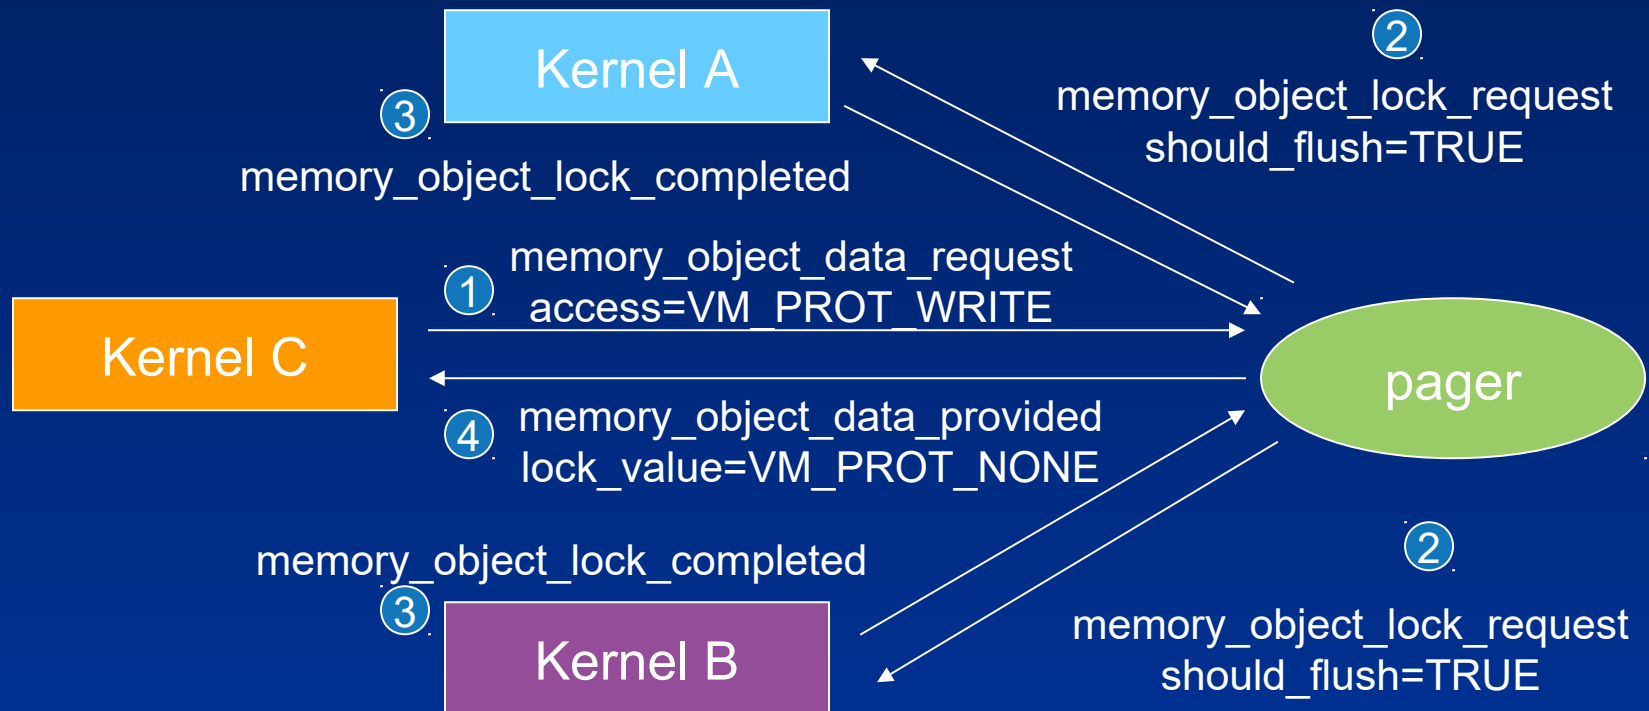 Kernel A
2
memory_object_lock_request
should_flush=TRUE
3
memory_object_lock_completed
1
memory_object_data_request
access=VM_PROT_WRITE
Kernel C
pager
4
memory_object_data_provided
lock_value=VM_PROT_NONE
memory_object_lock_completed
3
Kernel B
2
memory_object_lock_request
should_flush=TRUE